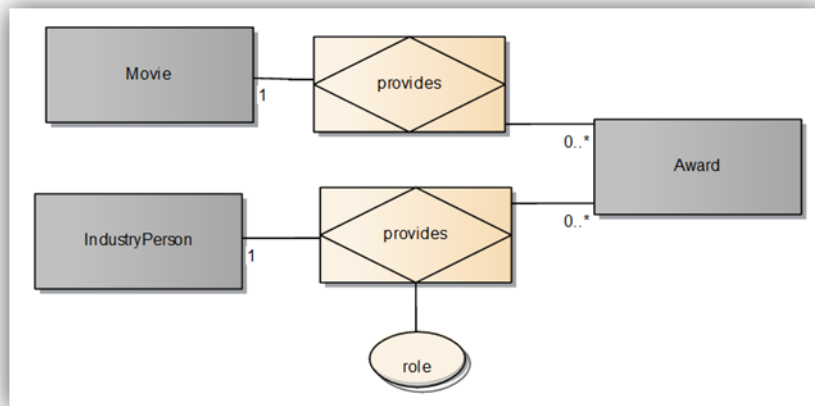 Movie
1
provides
0..*
Award
IndustryPerson
1
provides
0..*
role